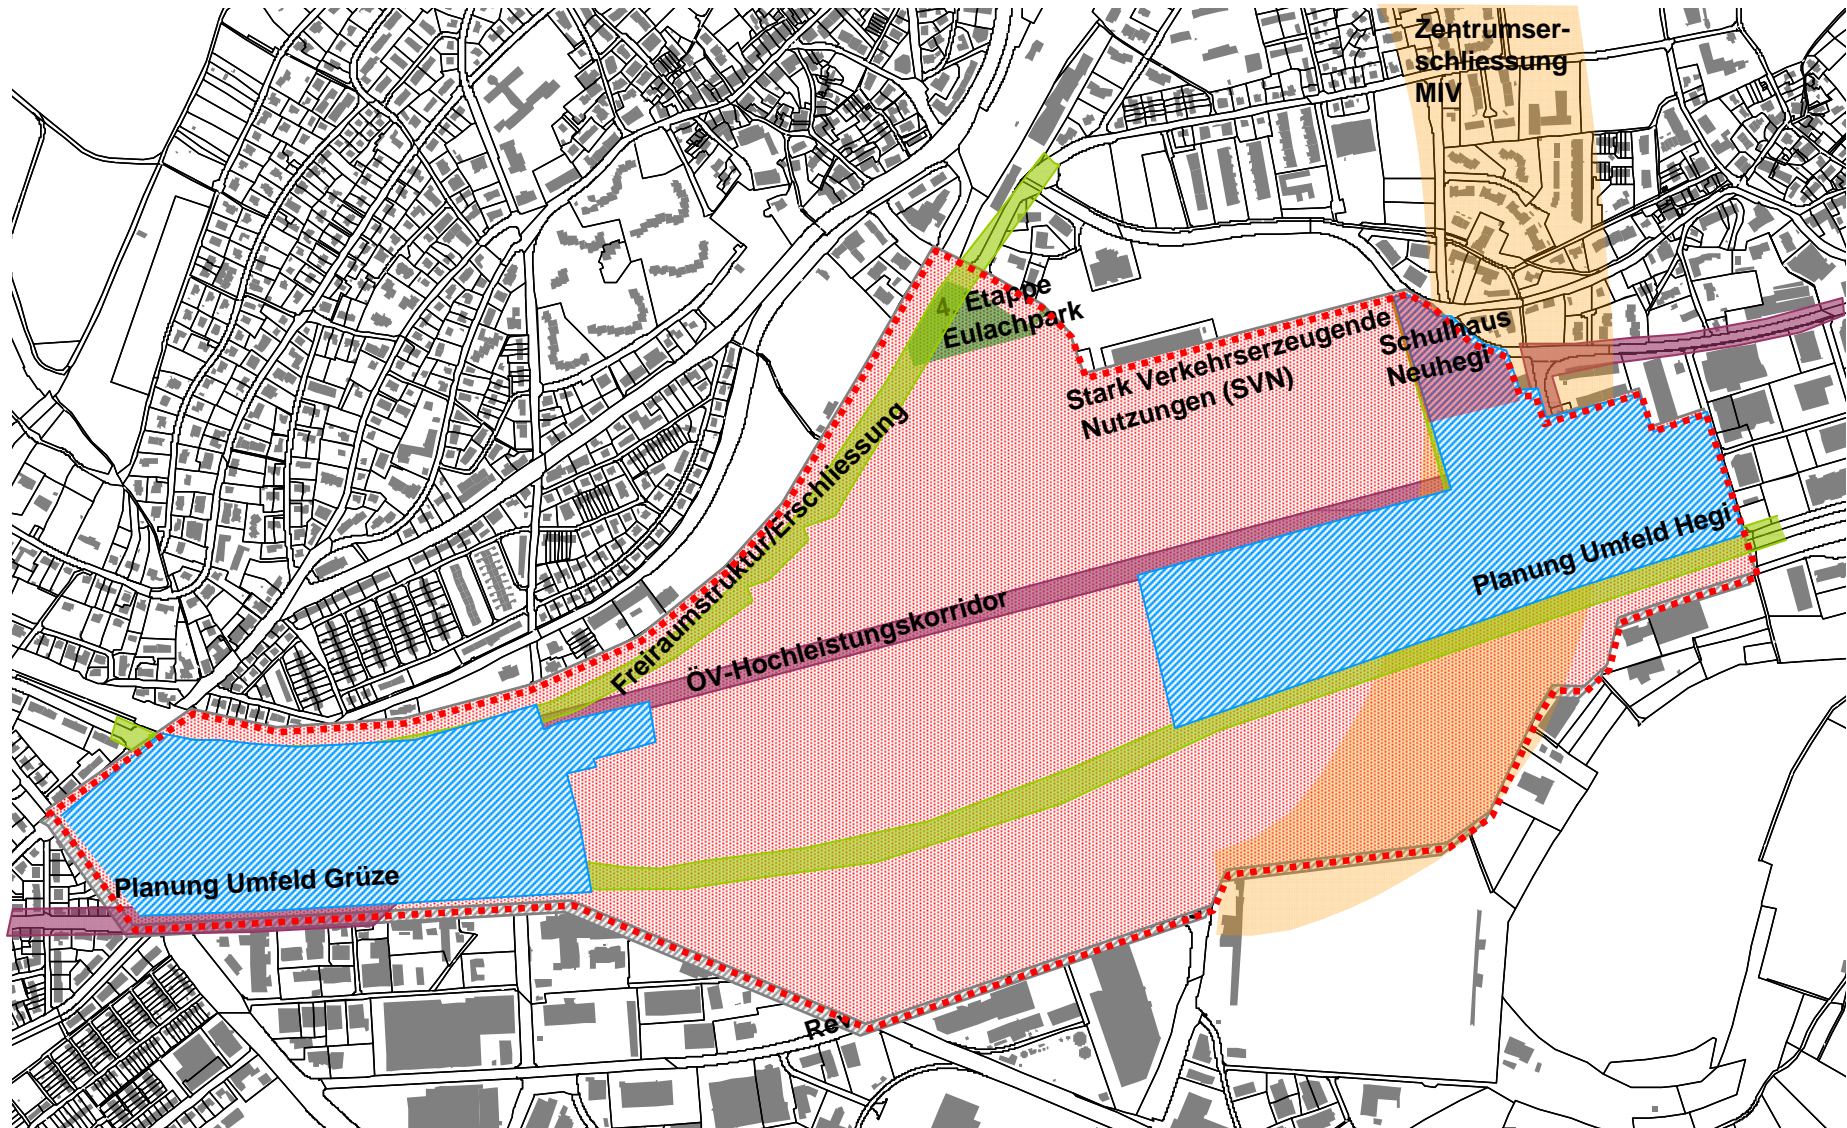 Zentrumser-
schliessung
MIV
4. Etappe
Eulachpark
Stark Verkehrserzeugende
Nutzungen (SVN)
Schulhaus
Neuhegi
Freiraumstruktur/Erschliessung
ÖV-Hochleistungskorridor
Planung Umfeld Hegi
Planung Umfeld Grüze